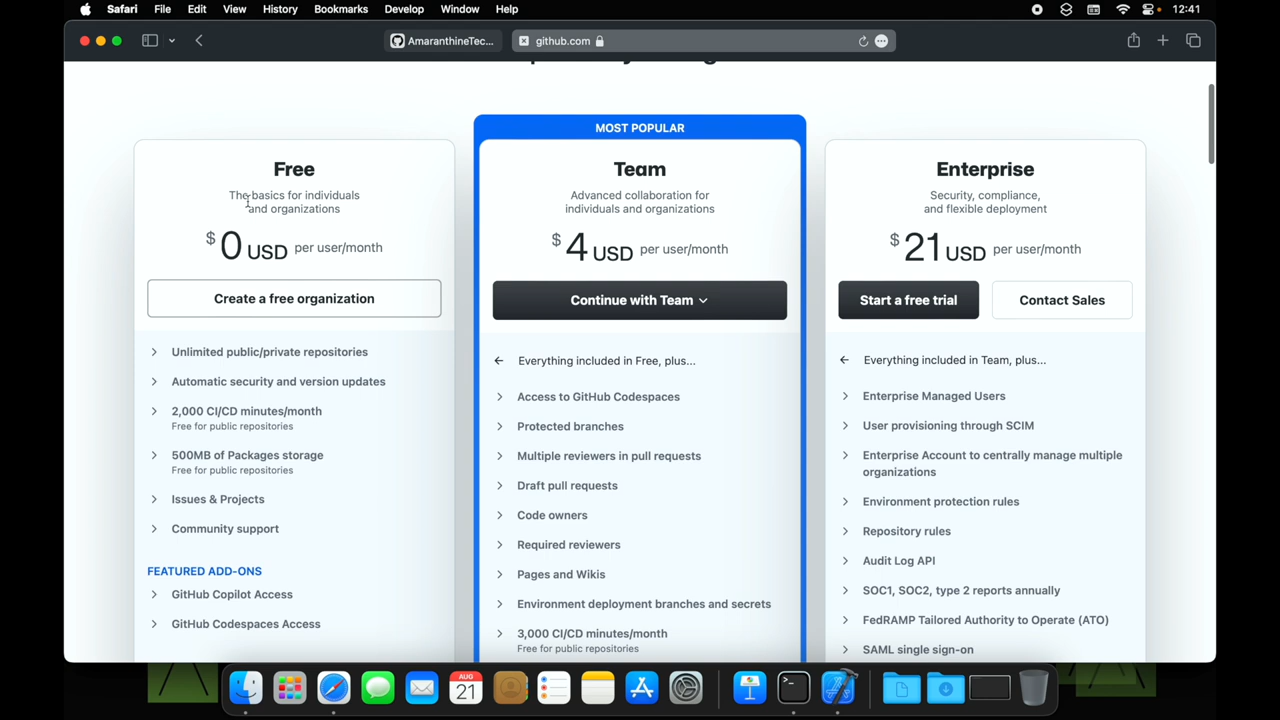 Safari File Edit View History Bookmarks Develop Window Help 12:41
AmaranthineTec... github.com
MOST POPULAR
Free
The basics for individuals
and organizations
$0 USD per user/month
Create a free organization
Unlimited public/private repositories
Automatic security and version updates
2,000 CI/CD minutes/month
Free for public repositories
500MB of Packages storage
Free for public repositories
Issues & Projects
Community support
FEATURED ADD-ONS
GitHub Copilot Access
GitHub Codespaces Access
Team
Advanced collaboration for
individuals and organizations
$4 USD per user/month
Continue with Team
Everything included in Free, plus...
Access to GitHub Codespaces
Protected branches
Multiple reviewers in pull requests
Draft pull requests
Code owners
Required reviewers
Pages and Wikis
Environment deployment branches and secrets
3,000 CI/CD minutes/month
Free for public repositories
Enterprise
Security, compliance,
and flexible deployment
$21 USD per user/month
Start a free trial Contact Sales
Everything included in Team, plus...
Enterprise Managed Users
User provisioning through SCIM
Enterprise Account to centrally manage multiple
organizations
Environment protection rules
Repository rules
Audit Log API
SOC1, SOC2, type 2 reports annually
FedRAMP Tailored Authority to Operate (ATO)
SAML single sign-on
AUG
21